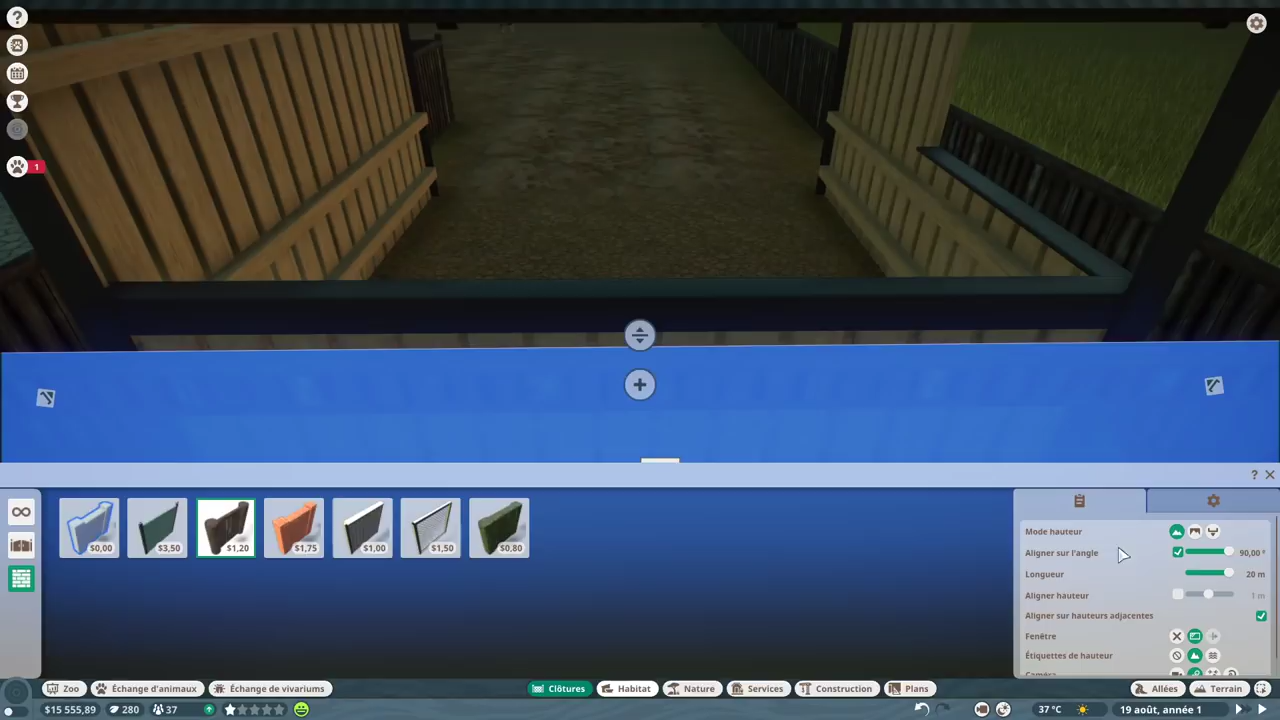 ?
1
? ×
$0,00 $3,50 $1,20 $1,75 $1,00 $1,50 $0,80
Mode hauteur
Aligner sur l'angle 90,00 °
Longueur 20 m
Aligner hauteur 1 m
Aligner sur hauteurs adjacentes
Fenêtre
Étiquettes de hauteur
Caméra
Zoo Échange d'animaux Échange de vivariums Clôtures Habitat Nature Services Construction Plans Allées Terrain
$15 555,89 280 37 37 °C 19 août, année 1